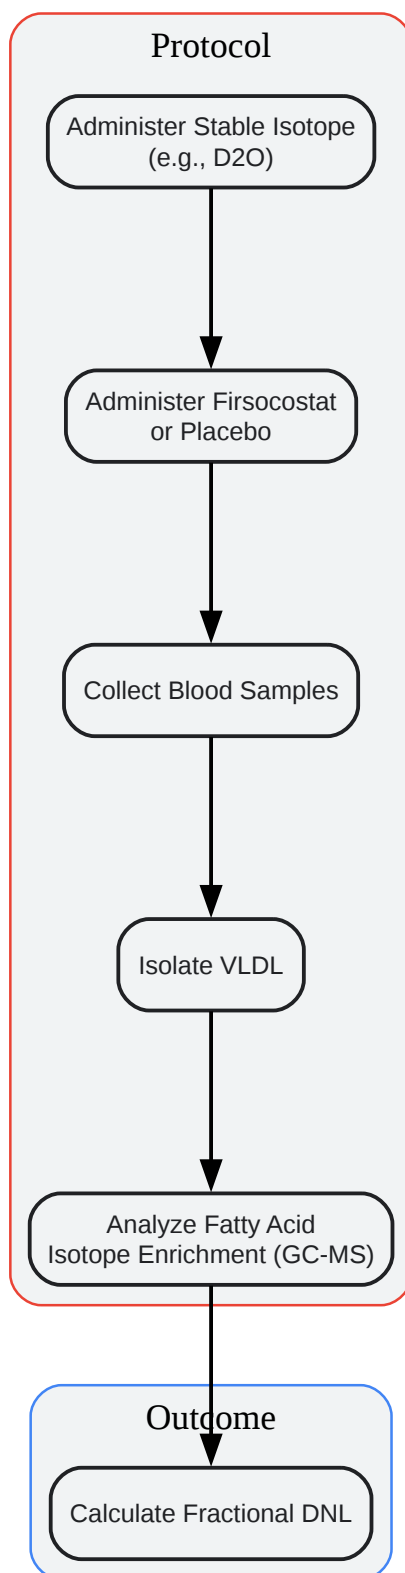 Protocol
Administer Stable Isotope
(e.g., D2O)
Administer Firsocostat
or Placebo
Collect Blood Samples
Isolate VLDL
Analyze Fatty Acid
Isotope Enrichment (GC-MS)
Outcome
Calculate Fractional DNL